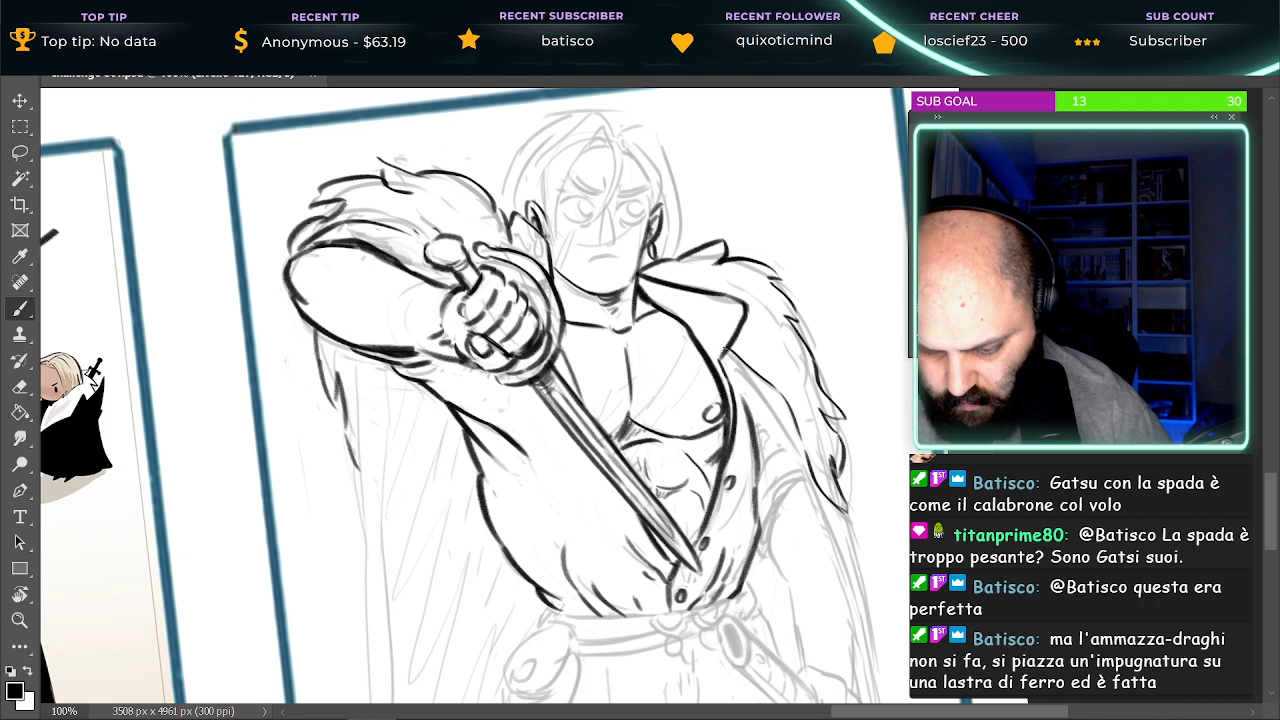 TOP TIP
Top tip: No data
RECENT TIP
Anonymous - $63.19
RECENT SUBSCRIBER
batisco
RECENT FOLLOWER
quixoticmind
RECENT CHEER
loscief23 - 500
SUB COUNT
Subscriber
SUB GOAL 13 30
Batisco: Gatsu con la spada è
come il calabrone col volo
titanprime80: @Batisco La spada è
troppo pesante? Sono Gatsi suoi.
Batisco: @Batisco questa era
perfetta
Batisco: ma l'ammazza-draghi
non si fa, si piazza un'impugnatura su
una lastra di ferro ed è fatta
100% 3508 px x 4961 px (300 ppi)